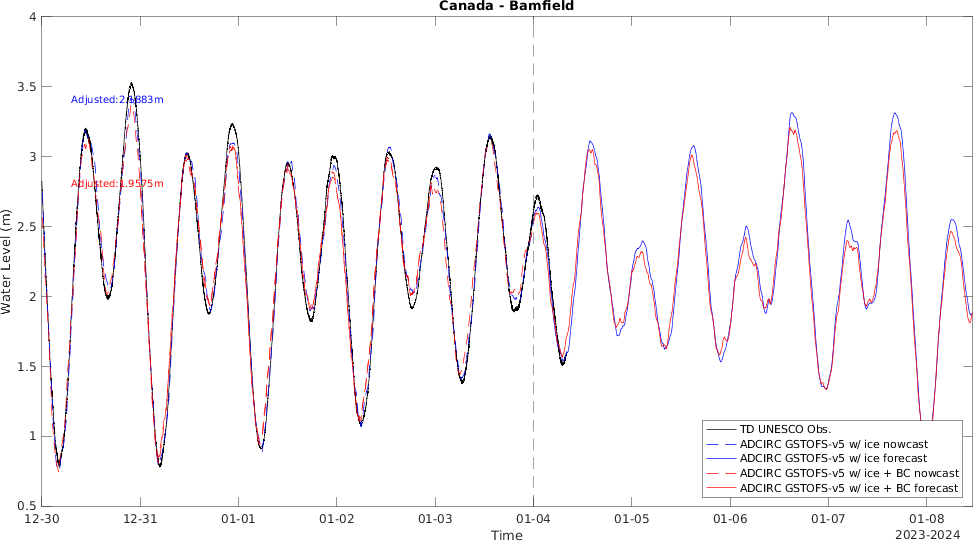 Canada - Bamfield
4
3.5
3
2.5
2
1.5
1
0.5
Water Level (m)
Adjusted:1.9575m
12-30
12-31
01-01
01-02
01-03
01-04
01-05
01-06
01-07
01-08
2023-2024
Time
TD UNESCO Obs.
ADCIRC GSTOFS-v5 w/ ice nowcast
ADCIRC GSTOFS-v5 w/ ice forecast
ADCIRC GSTOFS-v5 w/ ice + BC nowcast
ADCIRC GSTOFS-v5 w/ ice + BC forecast